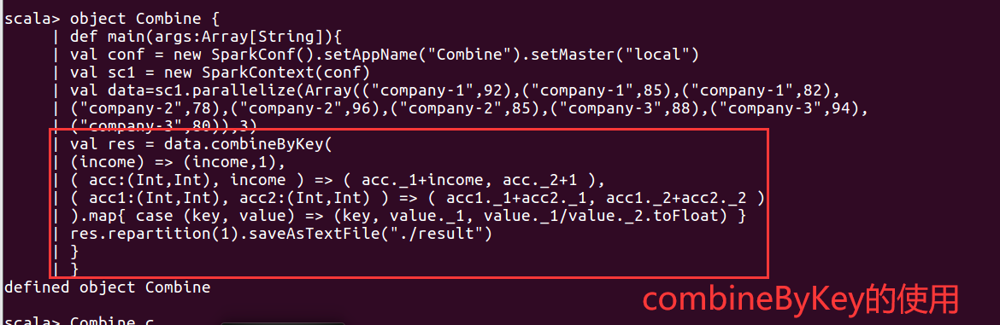 scala> object Combine {
| def main(args:Array[String]){
| val conf = new SparkConf().setAppName("Combine").setMaster("local")
| val sc1 = new SparkContext(conf)
| val data=sc1.parallelize(Array(("company-1",92),("company-1",85),("company-1",82),
| ("company-2",78),("company-2",96),("company-2",85),("company-3",88),("company-3",94),
| ("company-3",80)),3)
| val res = data.combineByKey(
| (income) => (income,1),
| ( acc:(Int,Int), income ) => ( acc._1+income, acc._2+1 ),
| ( acc1:(Int,Int), acc2:(Int,Int) ) => ( acc1._1+acc2._1, acc1._2+acc2._2 )
| ).map{ case (key, value) => (key, value._1, value._1/value._2.toFloat) }
| res.repartition(1).saveAsTextFile("./result")
| }
| }
defined object Combine
combineByKey的使用
scala> Combine c